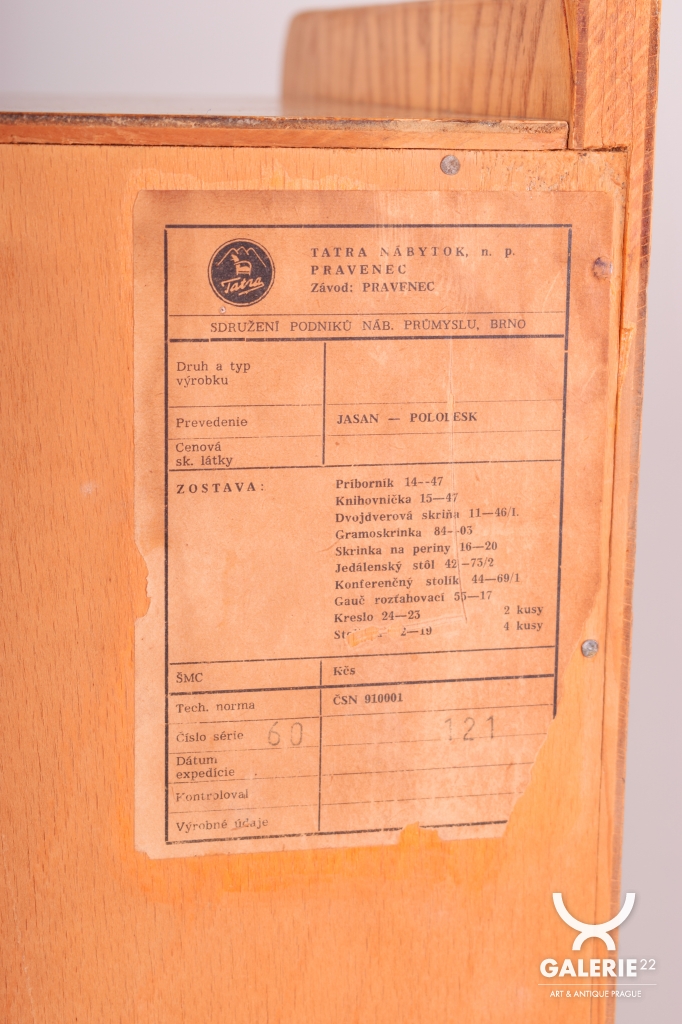 Tatra
TATRA NÁBYTOK, n. p.
PRAVENEC
Závod: PRAVENEC
SDRUŽENÍ PODNIKŮ NÁB. PRŮMYSLU, BRNO
Druh a typ
výrobku
Prevedenie JASAN — POLOLESK
Cenová
sk. látky
ZOSTAVA: Príborník 14--47
Knihovnička 15—47
Dvojdverová skriňa 11—46/L
Gramoskrinka 84--03
Skrinka na periny 16—20
Jedálenský stôl 42—73/2
Konferenčný stolík 44—69/1
Gauč rozťahovací 55—17
Kreslo 24—23 2 kusy
2—19 4 kusy
ŠMC Kčs
Tech. norma ČSN 910001
Číslo série 60 121
Dátum
expedície
Kontroloval
Výrobné údaje
GALERIE 22
ART & ANTIQUE PRAGUE